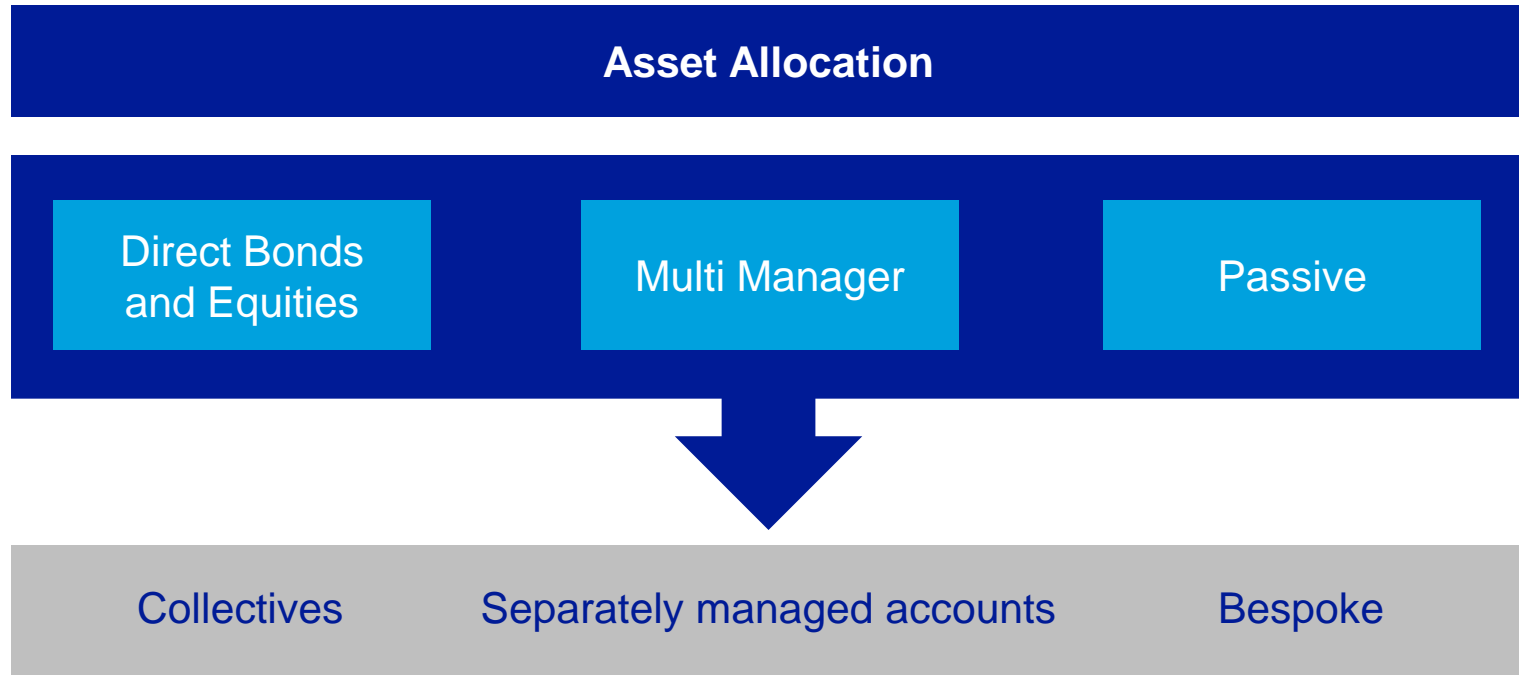 Asset Allocation
Direct Bonds
and Equities
Multi Manager
Passive
Collectives
Separately managed accounts
Bespoke